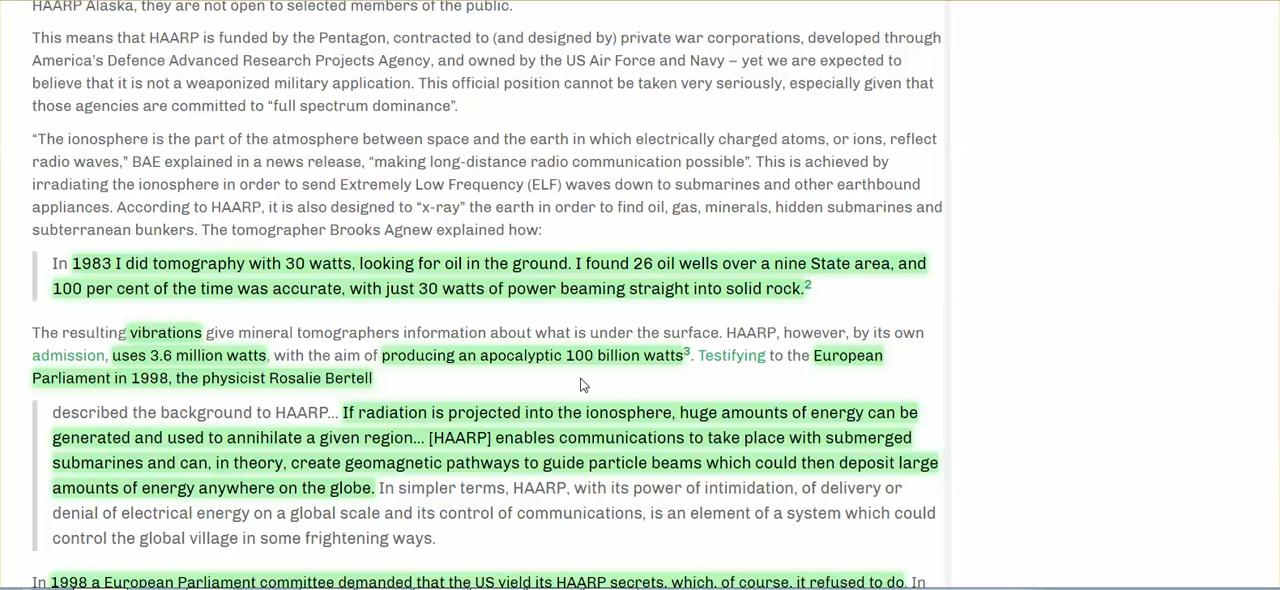 HAARP Alaska, they are not open to selected members of the public.
This means that HAARP is funded by the Pentagon, contracted to (and designed by) private war corporations, developed through
America's Defence Advanced Research Projects Agency, and owned by the US Air Force and Navy – yet we are expected to
believe that it is not a weaponized military application. This official position cannot be taken very seriously, especially given that
those agencies are committed to “full spectrum dominance”.
“The ionosphere is the part of the atmosphere between space and the earth in which electrically charged atoms, or ions, reflect
radio waves,” BAE explained in a news release, “making long-distance radio communication possible”. This is achieved by
irradiating the ionosphere in order to send Extremely Low Frequency (ELF) waves down to submarines and other earthbound
appliances. According to HAARP, it is also designed to “x-ray” the earth in order to find oil, gas, minerals, hidden submarines and
subterranean bunkers. The tomographer Brooks Agnew explained how:
In 1983 I did tomography with 30 watts, looking for oil in the ground. I found 26 oil wells over a nine State area, and
100 per cent of the time was accurate, with just 30 watts of power beaming straight into solid rock.2
The resulting vibrations give mineral tomographers information about what is under the surface. HAARP, however, by its own
admission, uses 3.6 million watts, with the aim of producing an apocalyptic 100 billion watts3. Testifying to the European
Parliament in 1998, the physicist Rosalie Bertell
described the background to HAARP... If radiation is projected into the ionosphere, huge amounts of energy can be
generated and used to annihilate a given region... [HAARP] enables communications to take place with submerged
submarines and can, in theory, create geomagnetic pathways to guide particle beams which could then deposit large
amounts of energy anywhere on the globe. In simpler terms, HAARP, with its power of intimidation, of delivery or
denial of electrical energy on a global scale and its control of communications, is an element of a system which could
control the global village in some frightening ways.
In 1998 a European Parliament committee demanded that the US yield its HAARP secrets, which, of course, it refused to do. In